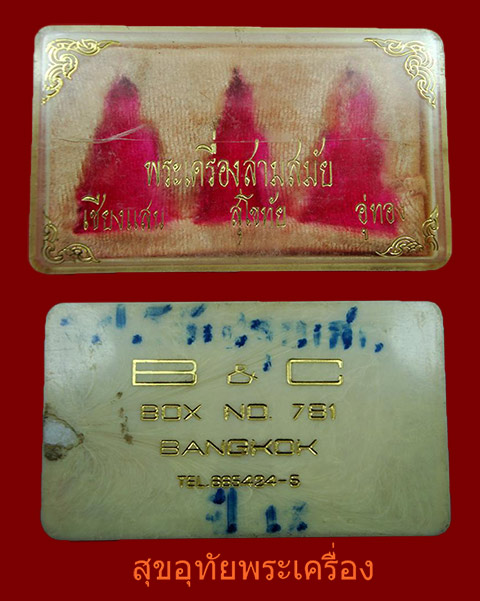 พระเครื่องสามสมัย
เชียงแสน สุโขทัย อู่ทอง
B & C
BOX NO. 781
BANGKOK
TEL.885424-5
ปี
สุขอุทัยพระเครื่อง